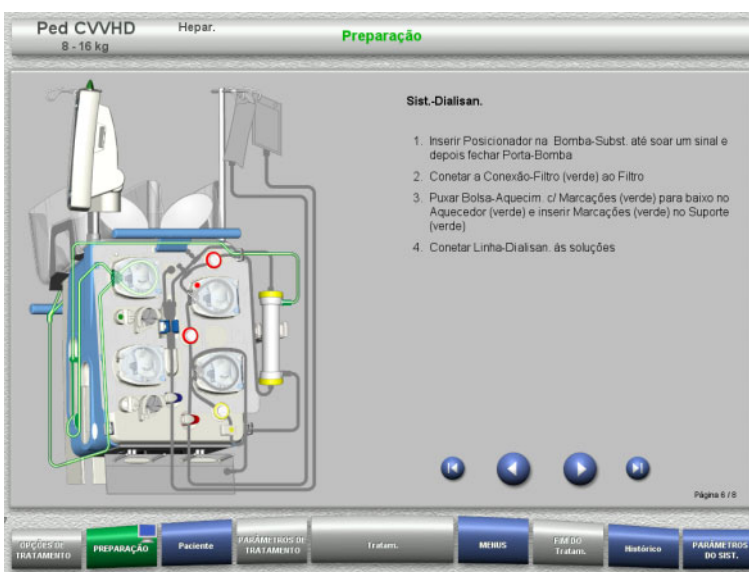 Ped CVVHD
Hepar.
8 - 16 kg
Preparação
Sist.-Dialisan.
1. Inserir Posicionador na Bomba-Subst. até soar um sinal e
depois fechar Porta-Bomba
2. Conetar a Conexão-Filtro (verde) ao Filtro
3. Puxar Bolsa-Aquecim. c/ Marcações (verde) para baixo no
Aquecedor (verde) e inserir Marcações (verde) no Suporte
(verde)
4. Conetar Linha-Dialisan. às soluções
Página 6 / 8
OPÇÕES DE
TRATAMENTO
PREPARAÇÃO
Paciente
PARÂMETROS DE
TRATAMENTO
Tratam.
MENUS
FIM DO
Tratam.
Histórico
PARÂMETROS
DO SIST.